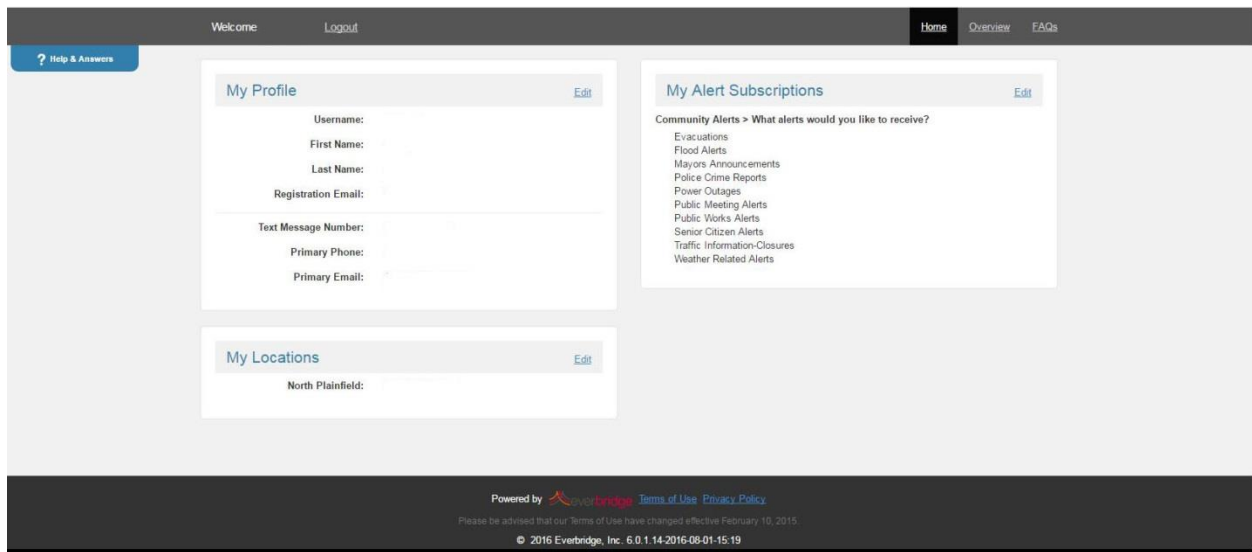 Welcome Logout Home Overview FAQs
? Help & Answers
My Profile Edit
Username:
First Name:
Last Name:
Registration Email:
Text Message Number:
Primary Phone:
Primary Email:
My Alert Subscriptions Edit
Community Alerts > What alerts would you like to receive?
Evacuations
Flood Alerts
Mayors Announcements
Police Crime Reports
Power Outages
Public Meeting Alerts
Public Works Alerts
Senior Citizen Alerts
Traffic Information-Closures
Weather Related Alerts
My Locations Edit
North Plainfield:
Powered by everbridge Terms of Use Privacy Policy
Please be advised that our Terms of Use have changed effective February 10, 2015.
© 2016 Everbridge, Inc. 6.0.1.14-2016-08-01-15:19